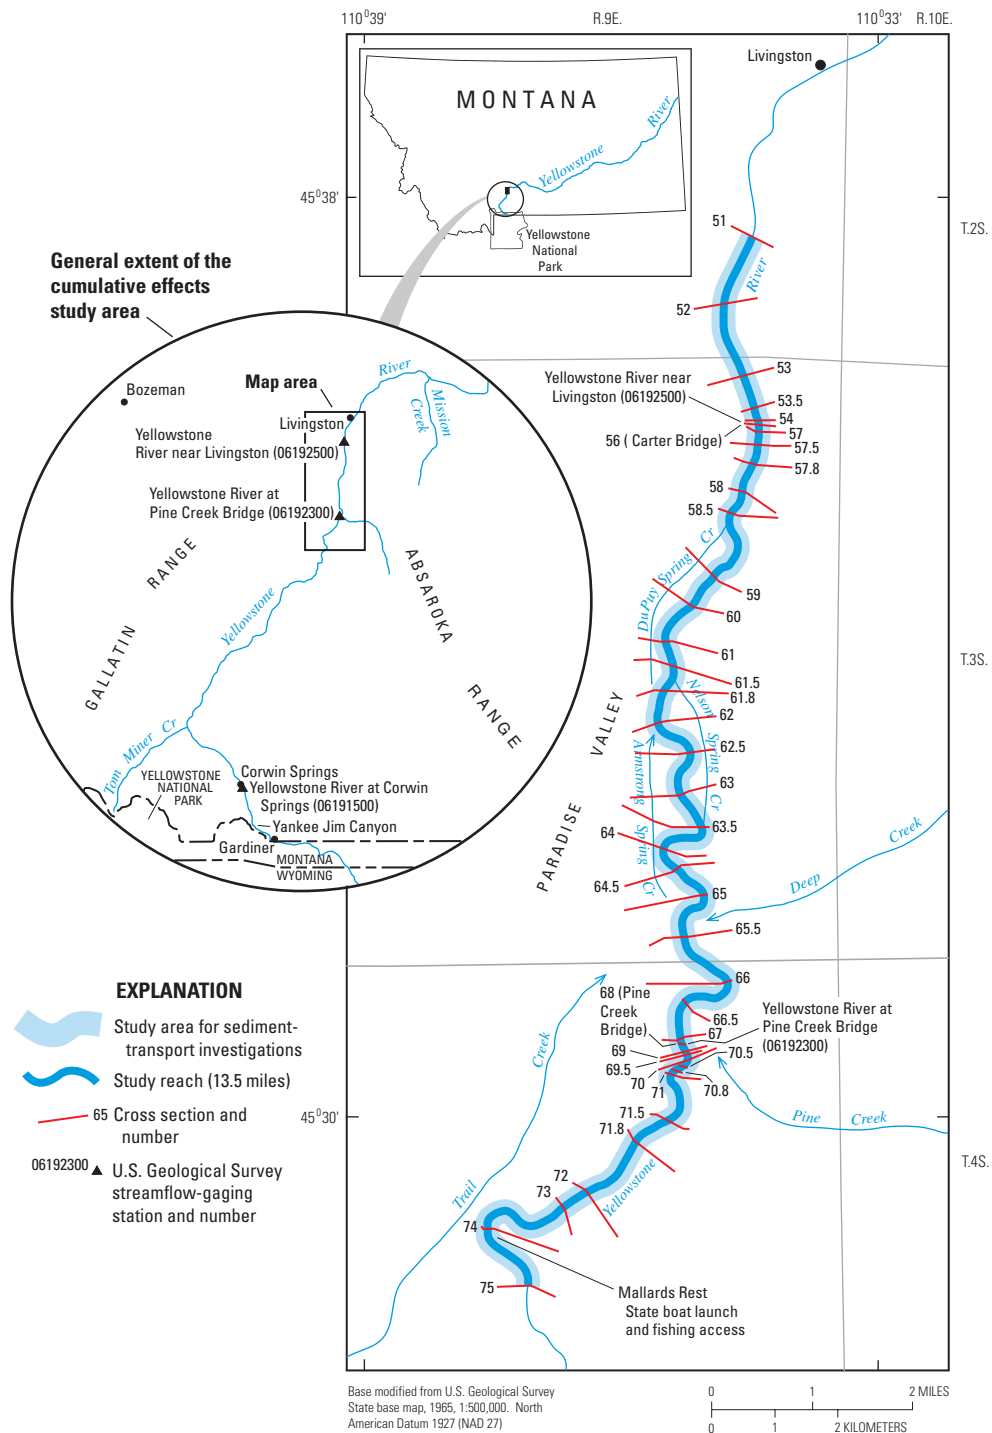 110⁰39'
R.9E.
110⁰33'
R.10E.
Livingston
MONTANA
Yellowstone
River
Yellowstone
National
Park
45⁰38'
T.2S.
51
River
52
General extent of the
cumulative effects
study area
53
Yellowstone River near
Livingston (06192500)
53.5
54
56 ( Carter Bridge)
57
57.5
57.8
58
58.5
DuPuy Spring Cr
59
60
61
61.5
61.8
Nelson Spring Cr
62
62.5
Armstrong Spring Cr
63
63.5
64
64.5
65
65.5
T.3S.
PARADISE VALLEY
Deep Creek
Bozeman
Map area
River
Mission
Creek
Livingston
Yellowstone
River near Livingston (06192500)
Yellowstone River at
Pine Creek Bridge (06192300)
GALLATIN RANGE
ABSAROKA RANGE
Yellowstone
Tom Miner Cr
YELLOWSTONE
NATIONAL
PARK
Corwin Springs
Yellowstone River at Corwin
Springs (06191500)
Yankee Jim Canyon
Gardiner
MONTANA
WYOMING
66
68 (Pine
Creek
Bridge)
66.5
67
Yellowstone River at
Pine Creek Bridge
(06192300)
69
69.5
70
70.5
71
70.8
45⁰30'
71.5
71.8
Pine Creek
T.4S.
72
73
Yellowstone
Trail Creek
74
75
Mallards Rest
State boat launch
and fishing access
EXPLANATION
Study area for sediment-
transport investigations
Study reach (13.5 miles)
65 Cross section and
number
06192300 U.S. Geological Survey
streamflow-gaging
station and number
Base modified from U.S. Geological Survey
State base map, 1965, 1:500,000. North
American Datum 1927 (NAD 27)
0 1 2 MILES
0 1 2 KILOMETERS